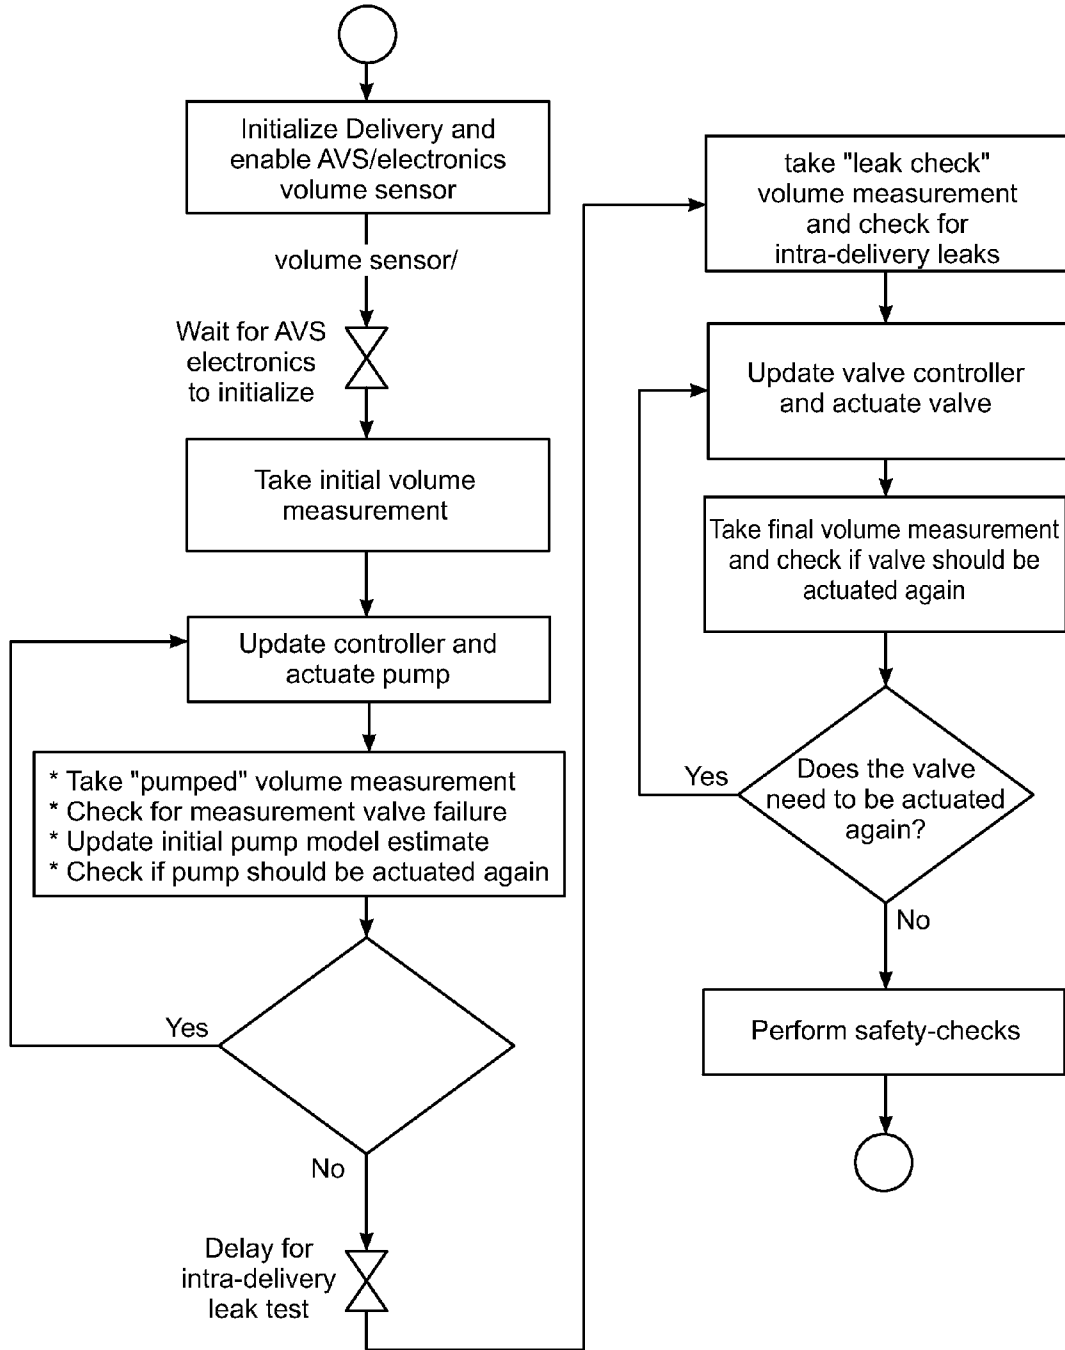 Initialize Delivery and
enable AVS/electronics
volume sensor
volume sensor/
Wait for AVS
electronics
to initialize
Take initial volume
measurement
Update controller and
actuate pump
* Take "pumped" volume measurement
* Check for measurement valve failure
* Update initial pump model estimate
* Check if pump should be actuated again
Yes
No
Delay for
intra-delivery
leak test
take "leak check"
volume measurement
and check for
intra-delivery leaks
Update valve controller
and actuate valve
Take final volume measurement
and check if valve should be
actuated again
Yes
Does the valve
need to be actuated
again?
No
Perform safety-checks